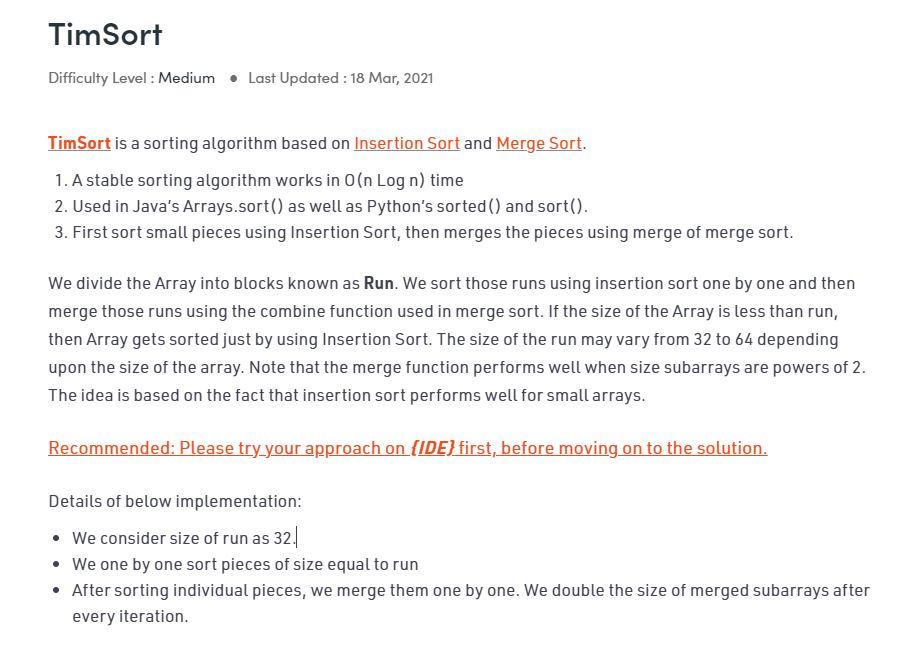 TimSort
Difficulty Level : Medium ● Last Updated : 18 Mar, 2021
TimSort is a sorting algorithm based on Insertion Sort and Merge Sort.
1. A stable sorting algorithm works in O(n Log n) time
2. Used in Java’s Arrays.sort() as well as Python’s sorted() and sort().
3. First sort small pieces using Insertion Sort, then merges the pieces using merge of merge sort.
We divide the Array into blocks known as Run. We sort those runs using insertion sort one by one and then
merge those runs using the combine function used in merge sort. If the size of the Array is less than run,
then Array gets sorted just by using Insertion Sort. The size of the run may vary from 32 to 64 depending
upon the size of the array. Note that the merge function performs well when size subarrays are powers of 2.
The idea is based on the fact that insertion sort performs well for small arrays.
Recommended: Please try your approach on {IDE} first, before moving on to the solution.
Details of below implementation:
• We consider size of run as 32.
• We one by one sort pieces of size equal to run
• After sorting individual pieces, we merge them one by one. We double the size of merged subarrays after
every iteration.